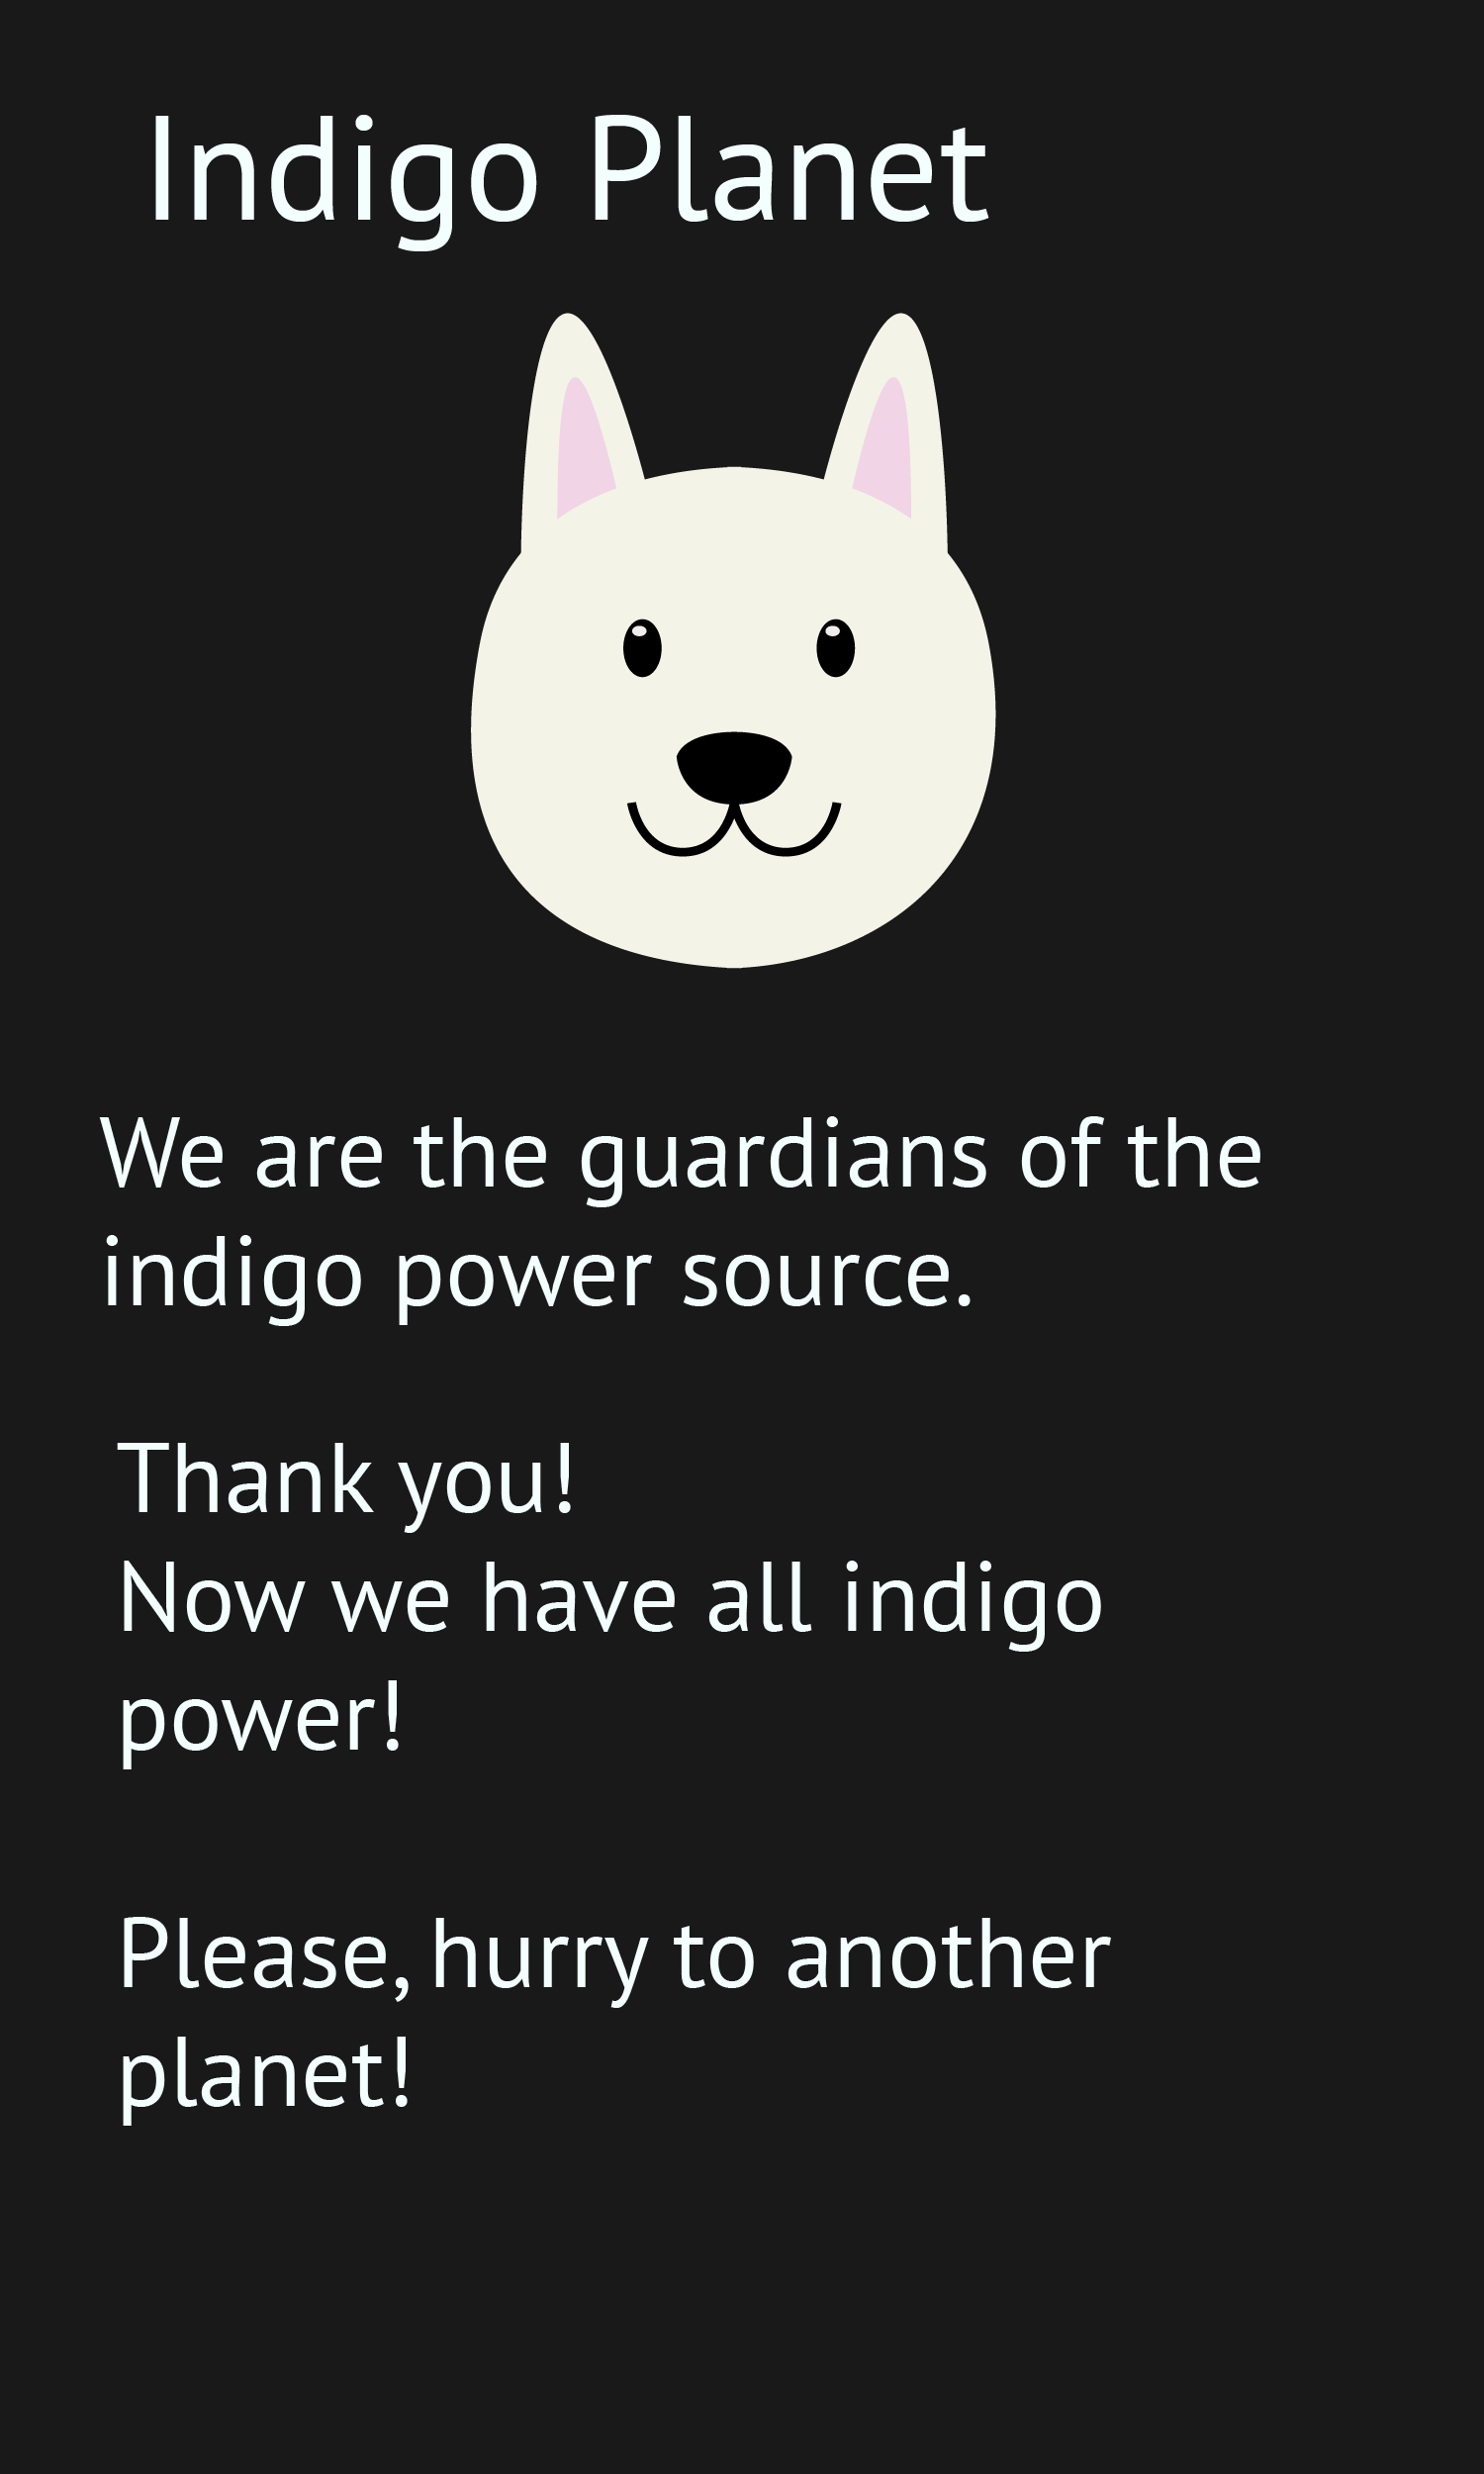 Indigo Planet
We are the guardians of the
indigo power source.
Thank you!
Now we have all indigo
power!
Please, hurry to another
planet!